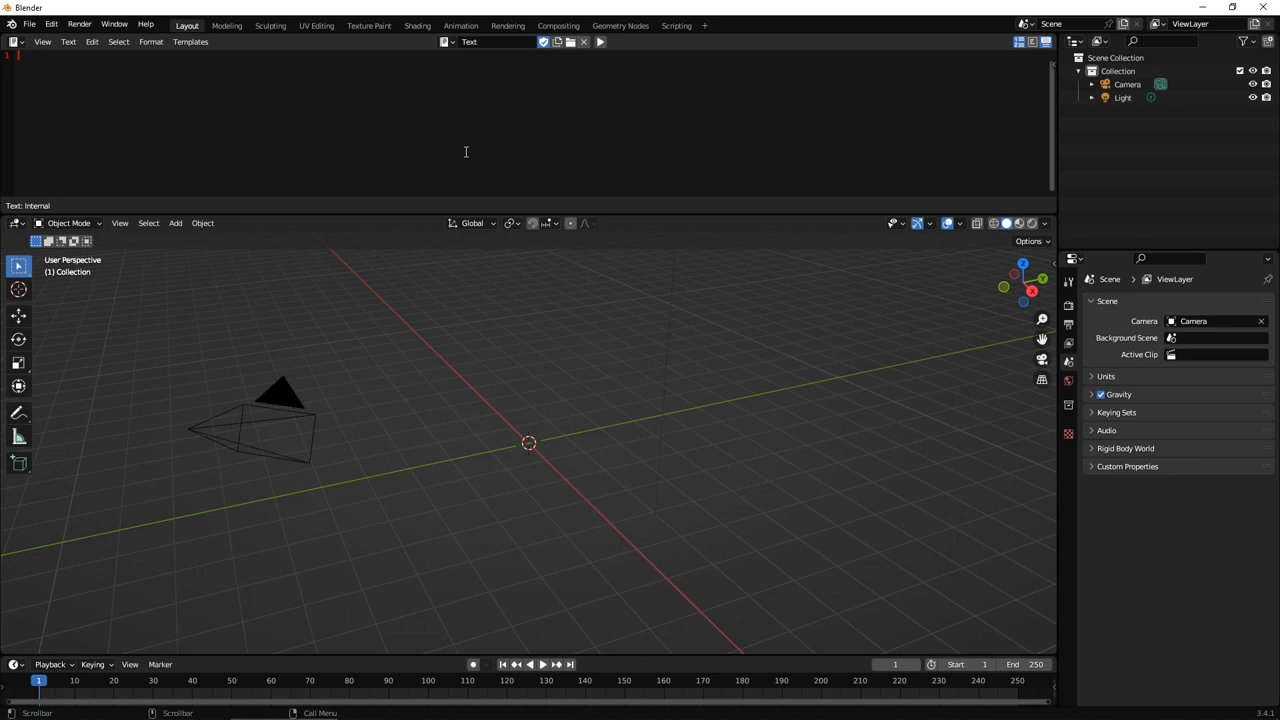 Blender
File Edit Render Window Help Layout Modeling Sculpting UV Editing Texture Paint Shading Animation Rendering Compositing Geometry Nodes Scripting + Scene ViewLayer
View Text Edit Select Format Templates Text
1
Scene Collection
Collection
Camera
Light
Text: Internal
Object Mode View Select Add Object Global
Options
User Perspective
(1) Collection
Z
Y
X
Scene ViewLayer
Scene
Camera Camera
Background Scene
Active Clip
Units
Gravity
Keying Sets
Audio
Rigid Body World
Custom Properties
Playback Keying View Marker 1 Start 1 End 250
1 10 20 30 40 50 60 70 80 90 100 110 120 130 140 150 160 170 180 190 200 210 220 230 240 250
Scrollbar Scrollbar Call Menu 3.4.1